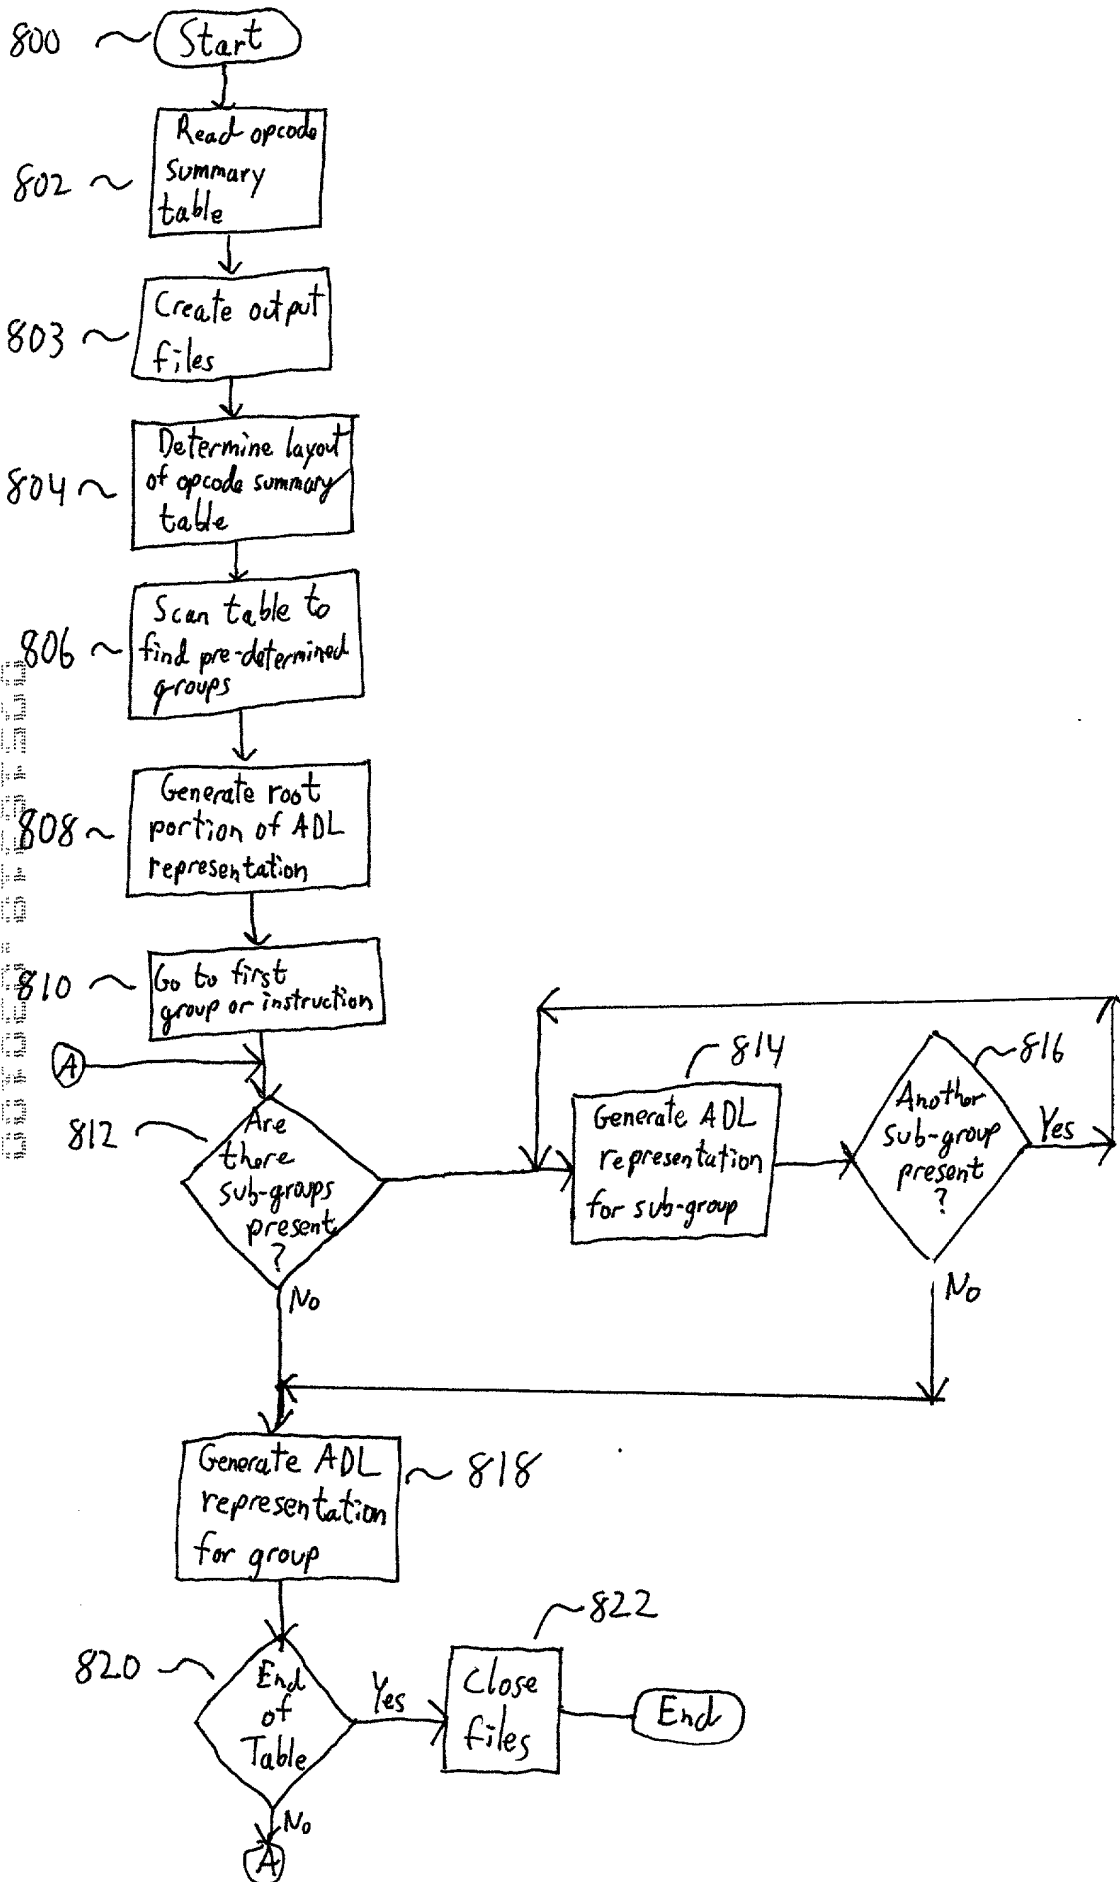 800
Start
802
Read opcode
summary
table
803
Create output
files
804
Determine layout
of opcode summary
table
806
Scan table to
find pre-determined
groups
808
Generate root
portion of ADL
representation
810
Go to first
group or instruction
A
812
Are
there
sub-groups
present
?
No
814
Generate ADL
representation
for sub-group
816
Another
sub-group
present
?
Yes
No
818
Generate ADL
representation
for group
820
End
of
Table
Yes
No
822
Close
files
End
A